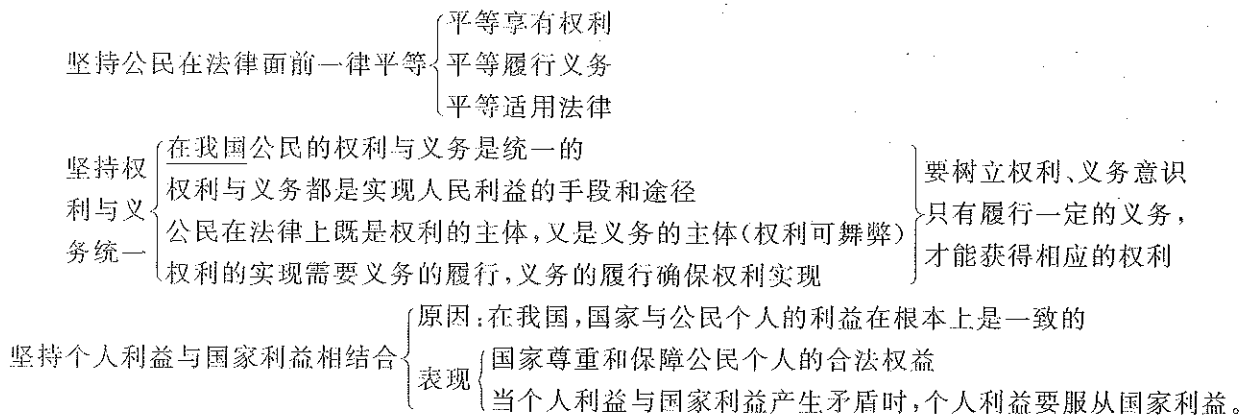 坚持公民在法律面前一律平等
平等享有权利
平等履行义务
平等适用法律
坚持权利与义务统一
在我国公民的权利与义务是统一的
权利与义务都是实现人民利益的手段和途径
公民在法律上既是权利的主体,又是义务的主体(权利可舞弊)
权利的实现需要义务的履行,义务的履行确保权利实现
要树立权利、义务意识
只有履行一定的义务,
才能获得相应的权利
坚持个人利益与国家利益相结合
原因:在我国,国家与公民个人的利益在根本上是一致的
表现
国家尊重和保障公民个人的合法权益
当个人利益与国家利益产生矛盾时,个人利益要服从国家利益。